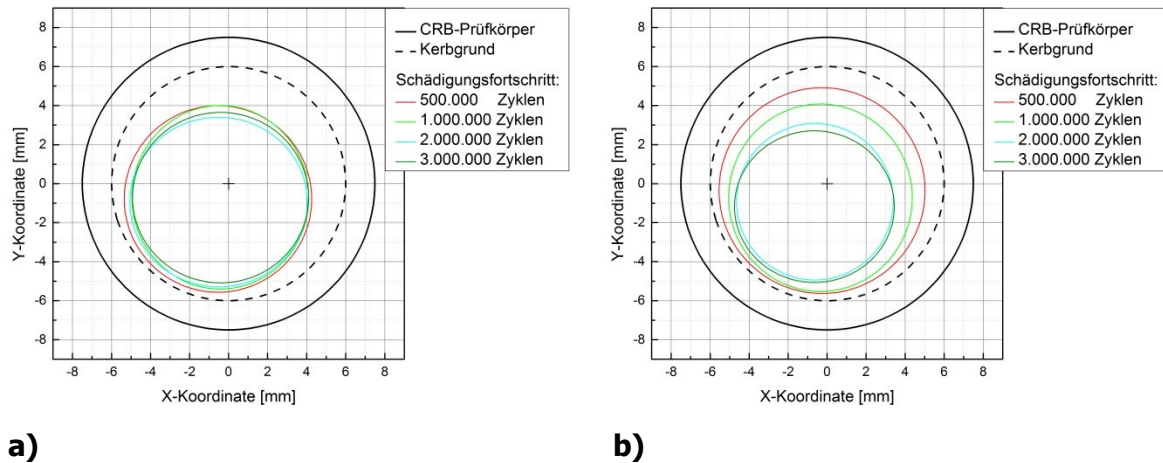 8
6
4
2
0
-2
-4
-6
-8
Y-Koordinate [mm]
-8 -6 -4 -2 0 2 4 6 8
X-Koordinate [mm]
CRB-Prüfkörper
Kerbgrund
Schädigungsfortschritt:
500.000 Zyklen
1.000.000 Zyklen
2.000.000 Zyklen
3.000.000 Zyklen
a)
8
6
4
2
0
-2
-4
-6
-8
Y-Koordinate [mm]
-8 -6 -4 -2 0 2 4 6 8
X-Koordinate [mm]
CRB-Prüfkörper
Kerbgrund
Schädigungsfortschritt:
500.000 Zyklen
1.000.000 Zyklen
2.000.000 Zyklen
3.000.000 Zyklen
b)